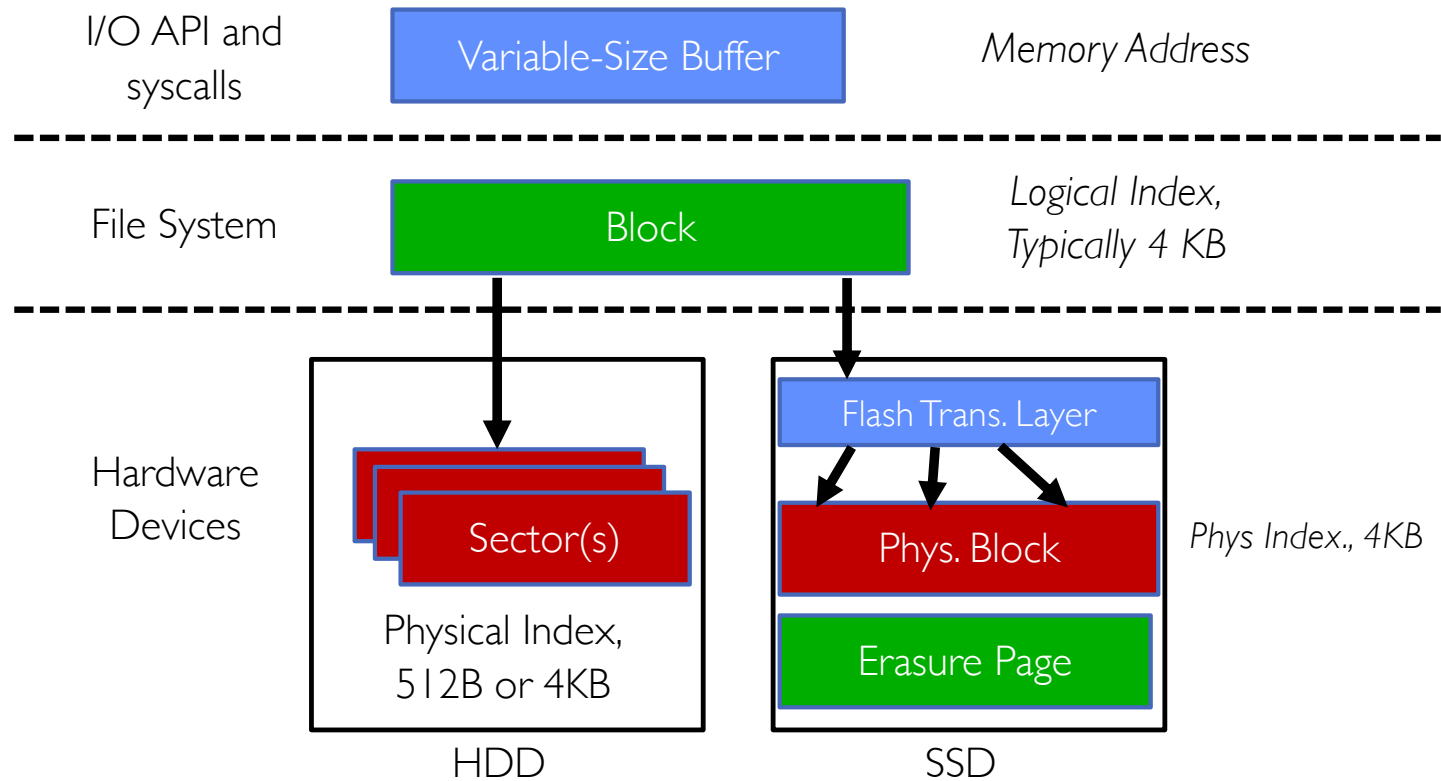 I/O API and
syscalls
Variable-Size Buffer
Memory Address
File System
Block
Logical Index,
Typically 4 KB
Hardware
Devices
Sector(s)
Physical Index,
512B or 4KB
HDD
Flash Trans. Layer
Phys. Block
Erasure Page
SSD
Phys Index., 4KB